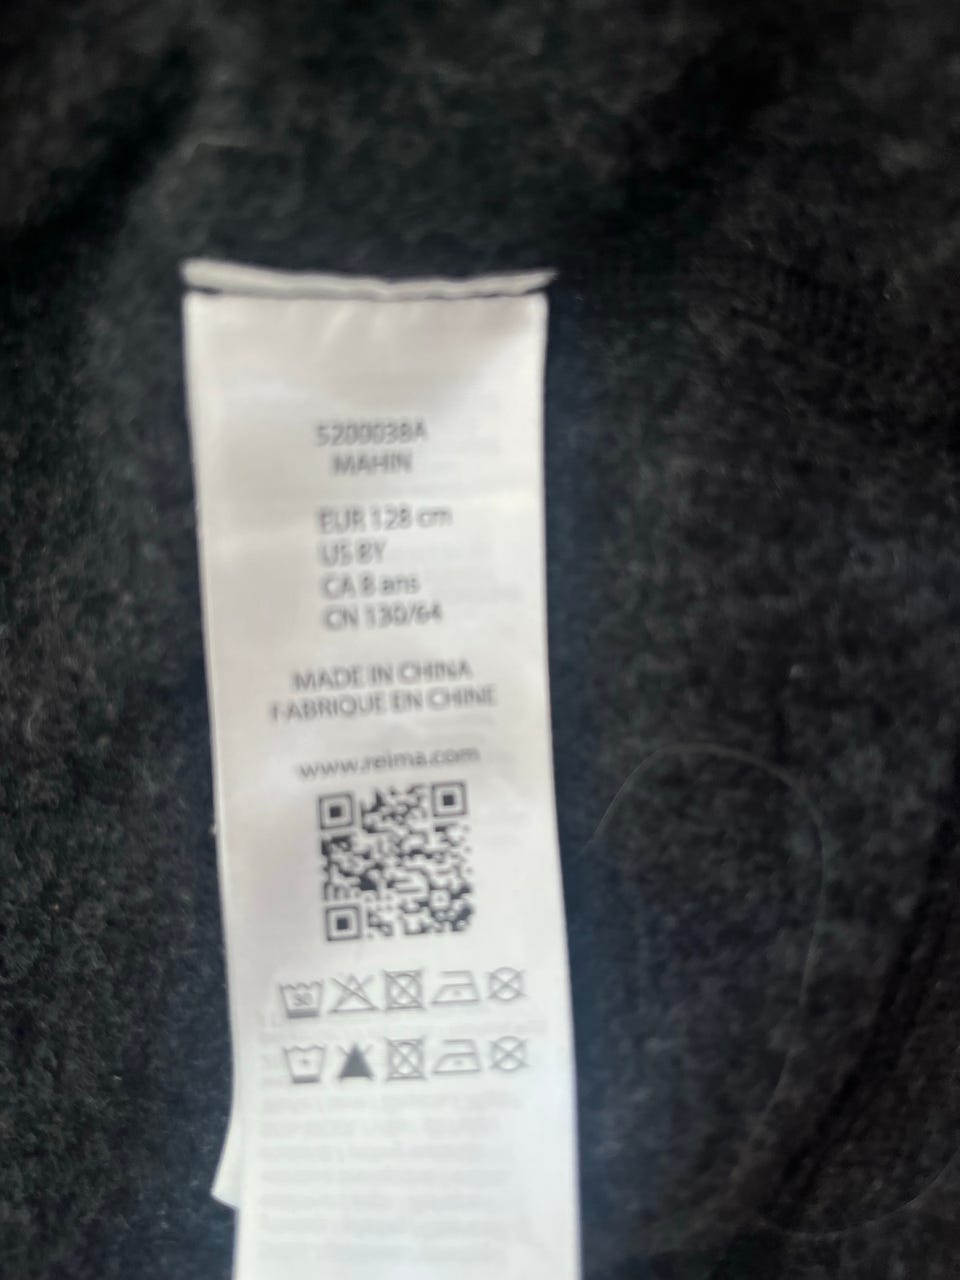 5200038A
MAHIN
EUR 128 cm
US 8Y
CA 8 ans
CN 130/64
MADE IN CHINA
FABRIQUE EN CHINE
www.reima.com
30